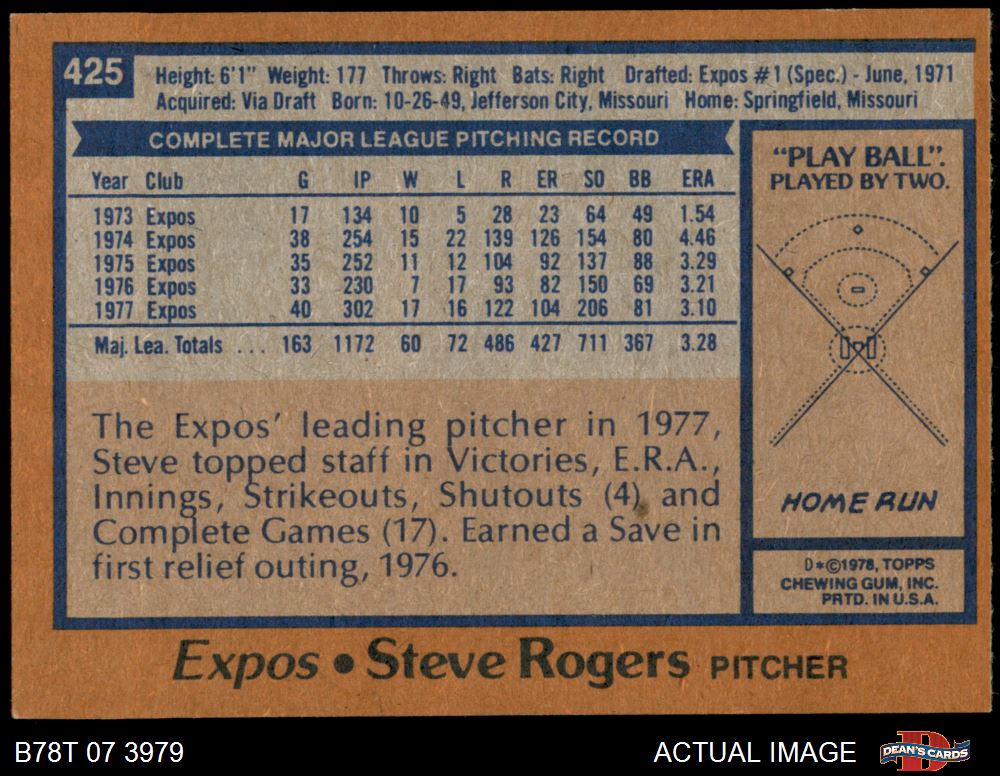 425
Height: 6'1" Weight: 177 Throws: Right Bats: Right Drafted: Expos #1 (Spec.) - June, 1971
Acquired: Via Draft Born: 10-26-49, Jefferson City, Missouri Home: Springfield, Missouri
COMPLETE MAJOR LEAGUE PITCHING RECORD
Year Club G IP W L R ER SO BB ERA
1973 Expos 17 134 10 5 28 23 64 49 1.54
1974 Expos 38 254 15 22 139 126 154 80 4.46
1975 Expos 35 252 11 12 104 92 137 88 3.29
1976 Expos 33 230 7 17 93 82 150 69 3.21
1977 Expos 40 302 17 16 122 104 206 81 3.10
Maj. Lea. Totals ... 163 1172 60 72 486 427 711 367 3.28
The Expos' leading pitcher in 1977,
Steve topped staff in Victories, E.R.A.,
Innings, Strikeouts, Shutouts (4) and
Complete Games (17). Earned a Save in
first relief outing, 1976.
"PLAY BALL".
PLAYED BY TWO.
HOME RUN
D*©1978, TOPPS
CHEWING GUM, INC.
PRTD. IN U.S.A.
Expos • Steve Rogers PITCHER
B78T 07 3979
ACTUAL IMAGE
D
DEAN'S CARDS